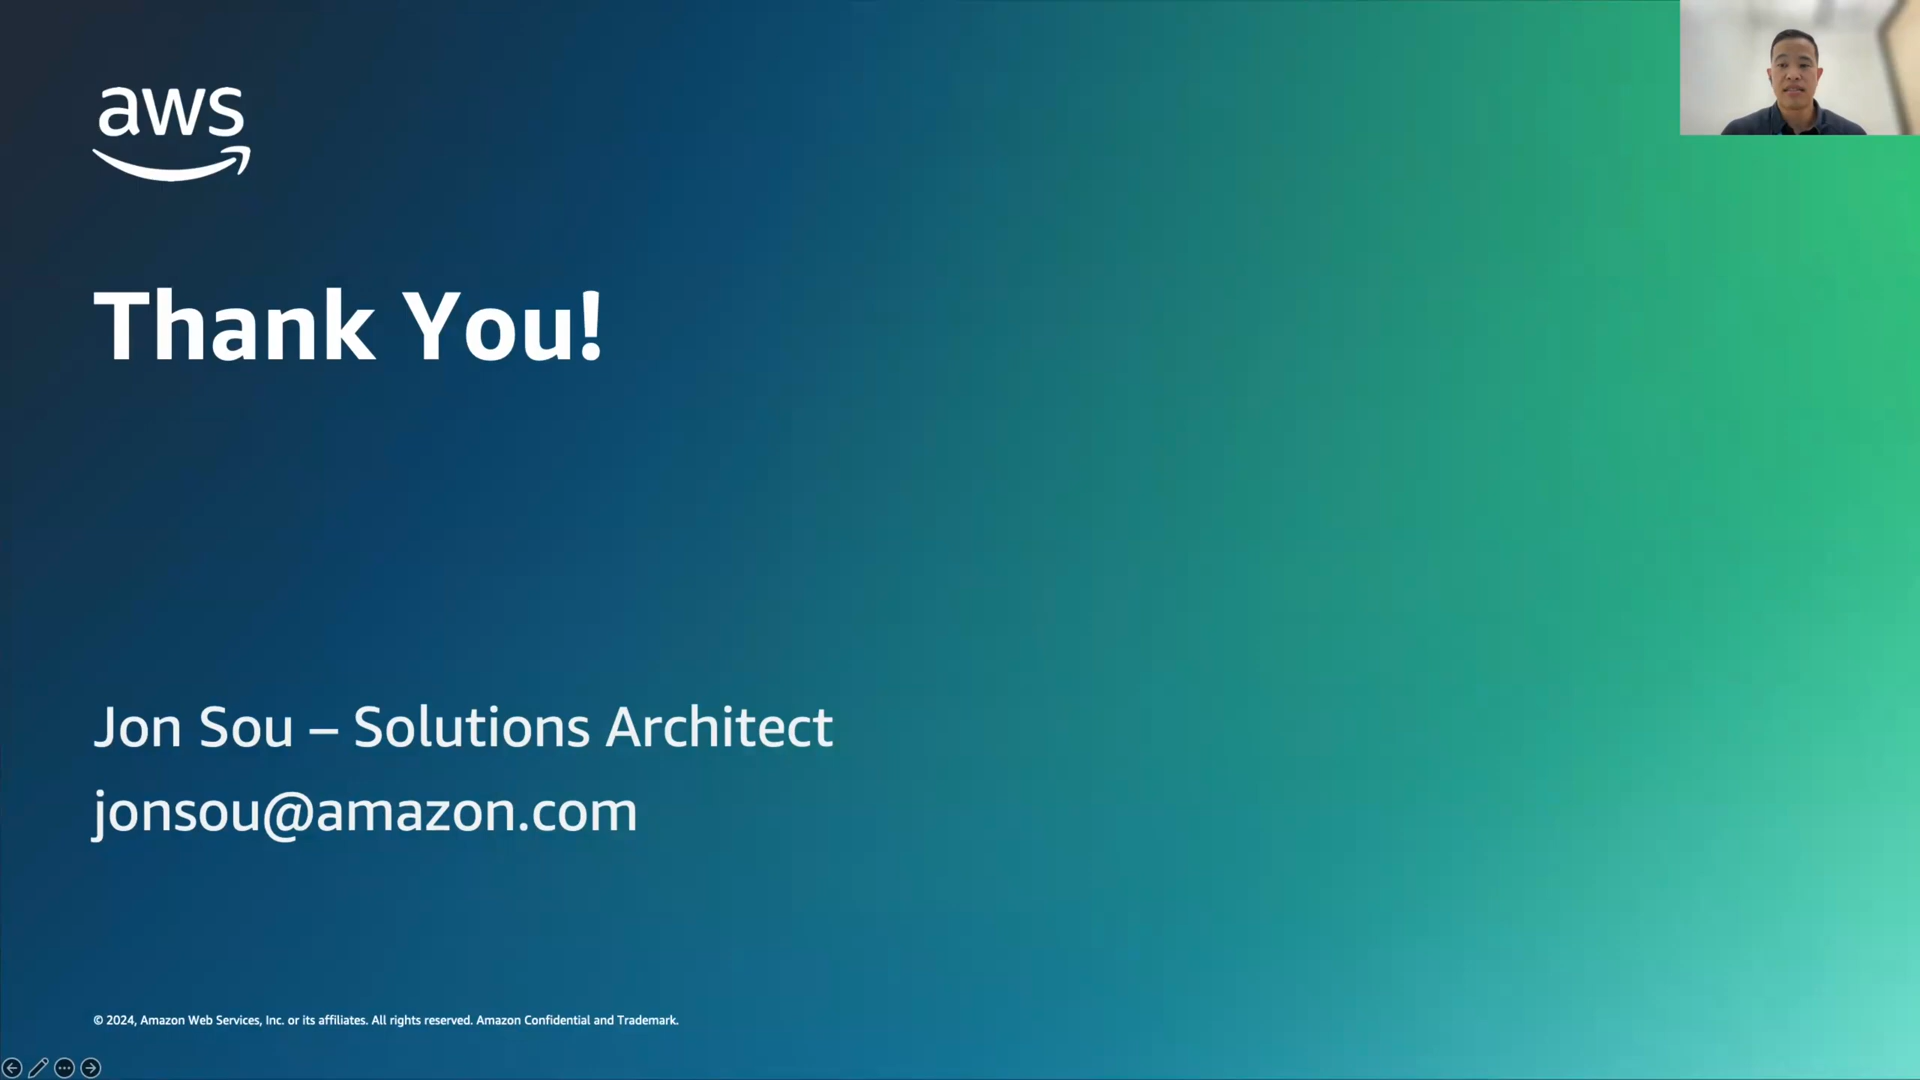 aws
Thank You!
Jon Sou – Solutions Architect
jonsou@amazon.com
© 2024, Amazon Web Services, Inc. or its affiliates. All rights reserved. Amazon Confidential and Trademark.